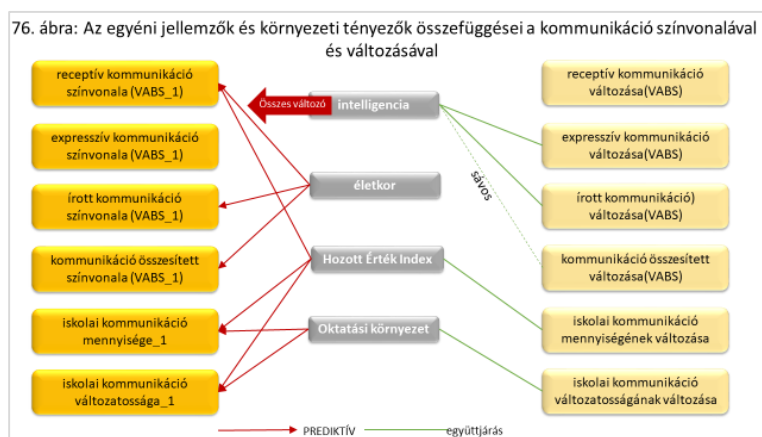 76. ábra: Az egyéni jellemzők és környezeti tényezők összefüggései a kommunikáció színvonalával
és változásával
receptív kommunikáció
színvonala (VABS_1)
expresszív kommunikáció
színvonala (VABS_1)
írott kommunikáció
színvonala (VABS_1)
kommunikáció összesített
színvonala (VABS_1)
iskolai kommunikáció
mennyisége_1
iskolai kommunikáció
változatossága_1
Összes változó
intelligencia
életkor
Hozott Érték Index
Oktatási környezet
sávos
receptív kommunikáció
változása(VABS)
expresszív kommunikáció
változása(VABS)
írott kommunikáció)
változása(VABS)
kommunikáció összesített
változása(VABS)
iskolai kommunikáció
mennyiségének változása
iskolai kommunikáció
változatosságának változása
PREDIKTÍV
együttjárás